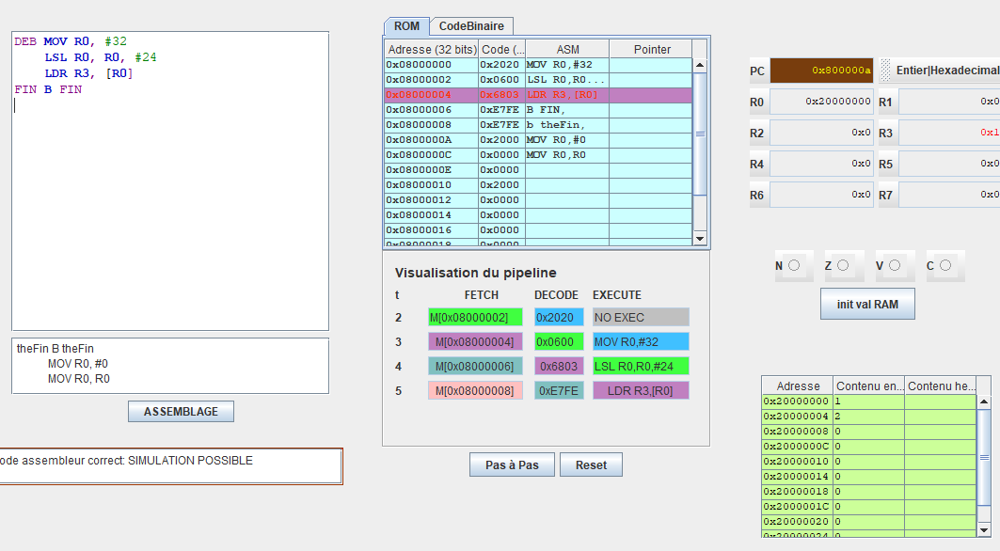 DEB MOV R0, #32
LSL R0, R0, #24
LDR R3, [R0]
FIN B FIN
theFin B theFin
MOV R0, #0
MOV R0, R0
ASSEMBLAGE
ode assembleur correct: SIMULATION POSSIBLE
ROM CodeBinaire
Adresse (32 bits) Code (... ASM Pointer
0x08000000 0x2020 MOV R0,#32
0x08000002 0x0600 LSL R0,R0...
0x08000004 0x6803 LDR R3,[R0]
0x08000006 0xE7FE B FIN,
0x08000008 0xE7FE b theFin,
0x0800000A 0x2000 MOV R0,#0
0x0800000C 0x0000 MOV R0,R0
0x0800000E 0x0000
0x08000010 0x2000
0x08000012 0x0000
0x08000014 0x0000
0x08000016 0x0000
0x08000018 0x0000
Visualisation du pipeline
t FETCH DECODE EXECUTE
2 M[0x08000002] 0x2020 NO EXEC
3 M[0x08000004] 0x0600 MOV R0,#32
4 M[0x08000006] 0x6803 LSL R0,R0,#24
5 M[0x08000008] 0xE7FE LDR R3,[R0]
Pas à Pas Reset
PC 0x800000a Entier|Hexadecimal
R0 0x20000000 R1 0x0
R2 0x0 R3 0x1
R4 0x0 R5 0x0
R6 0x0 R7 0x0
N Z V C
init val RAM
Adresse Contenu en... Contenu he...
0x20000000 1
0x20000004 2
0x20000008 0
0x2000000C 0
0x20000010 0
0x20000014 0
0x20000018 0
0x2000001C 0
0x20000020 0
0x20000024 0